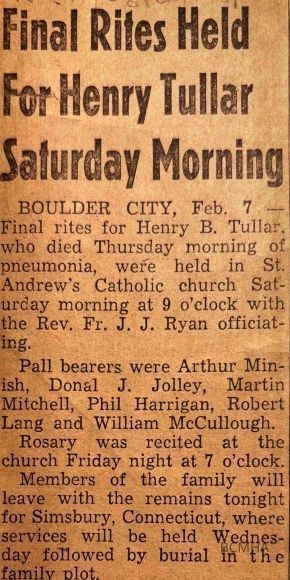 Final Rites Held
For Henry Tullar
Saturday Morning
BOULDER CITY, Feb. 7 —
Final rites for Henry B. Tullar,
who died Thursday morning of
pneumonia, were held in St.
Andrew's Catholic church Sat-
urday morning at 9 o'clock with
the Rev. Fr. J. J. Ryan officiat-
ing.
Pall bearers were Arthur Min-
ish, Donal J. Jolley, Martin
Mitchell, Phil Harrigan, Robert
Lang and William McCullough.
Rosary was recited at the
church Friday night at 7 o'clock.
Members of the family will
leave with the remains tonight
for Simsbury, Connecticut, where
services will be held Wednes-
day followed by burial in the
family plot.